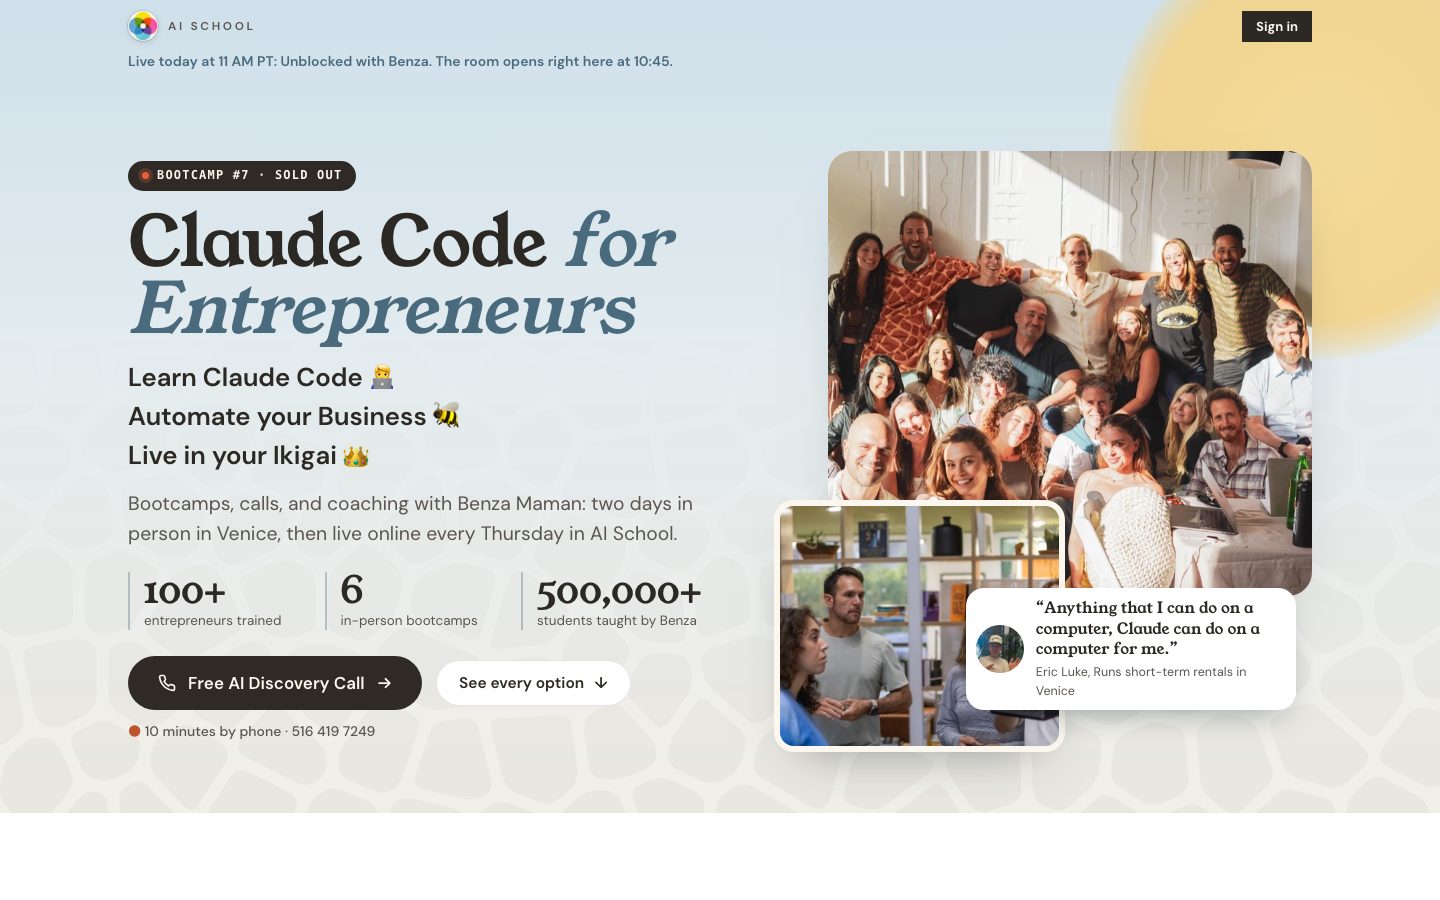 AI SCHOOL
Sign in
Live today at 11 AM PT: Unblocked with Benza. The room opens right here at 10:45.
BOOTCAMP #7 · SOLD OUT
Claude Code for
Entrepreneurs
Learn Claude Code 🧑‍💻
Automate your Business 🐝
Live in your Ikigai 👑
Bootcamps, calls, and coaching with Benza Maman: two days in
person in Venice, then live online every Thursday in AI School.
100+
entrepreneurs trained
6
in-person bootcamps
500,000+
students taught by Benza
Free AI Discovery Call →
See every option ↓
10 minutes by phone · 516 419 7249
“Anything that I can do on a
computer, Claude can do on a
computer for me.”
Eric Luke, Runs short-term rentals in
Venice